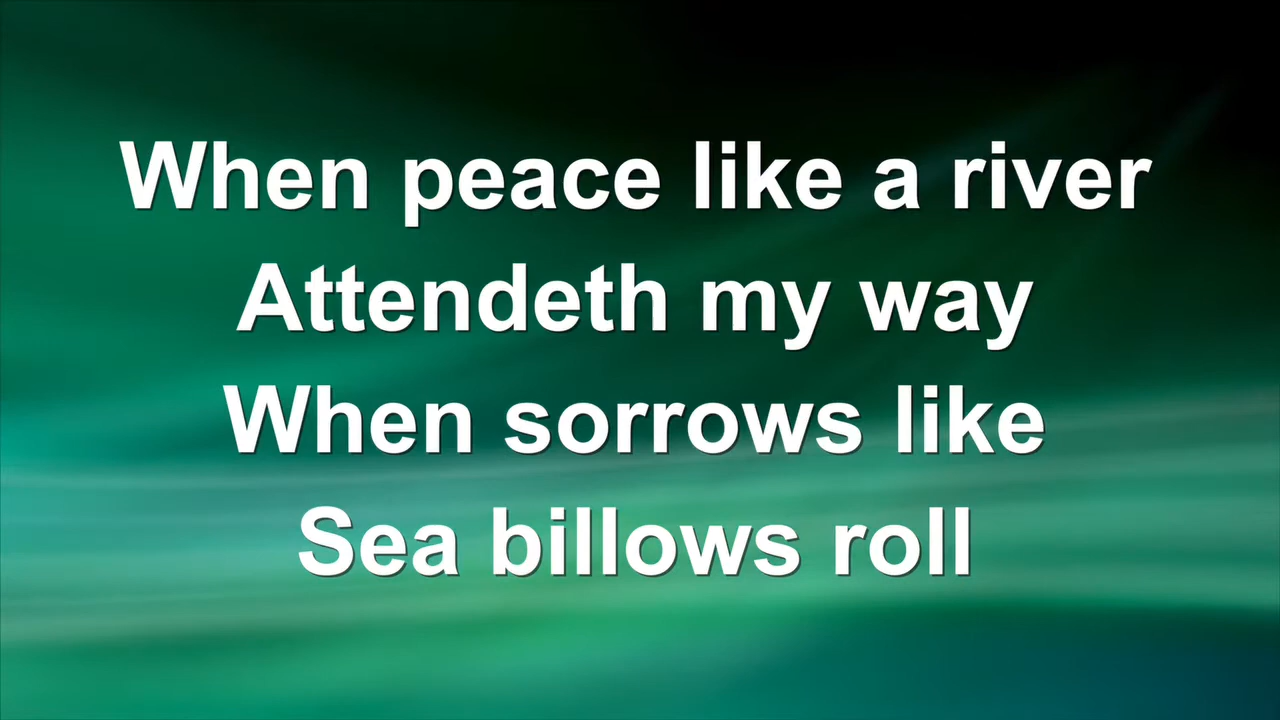 When peace like a river
Attendeth my way
When sorrows like
Sea billows roll